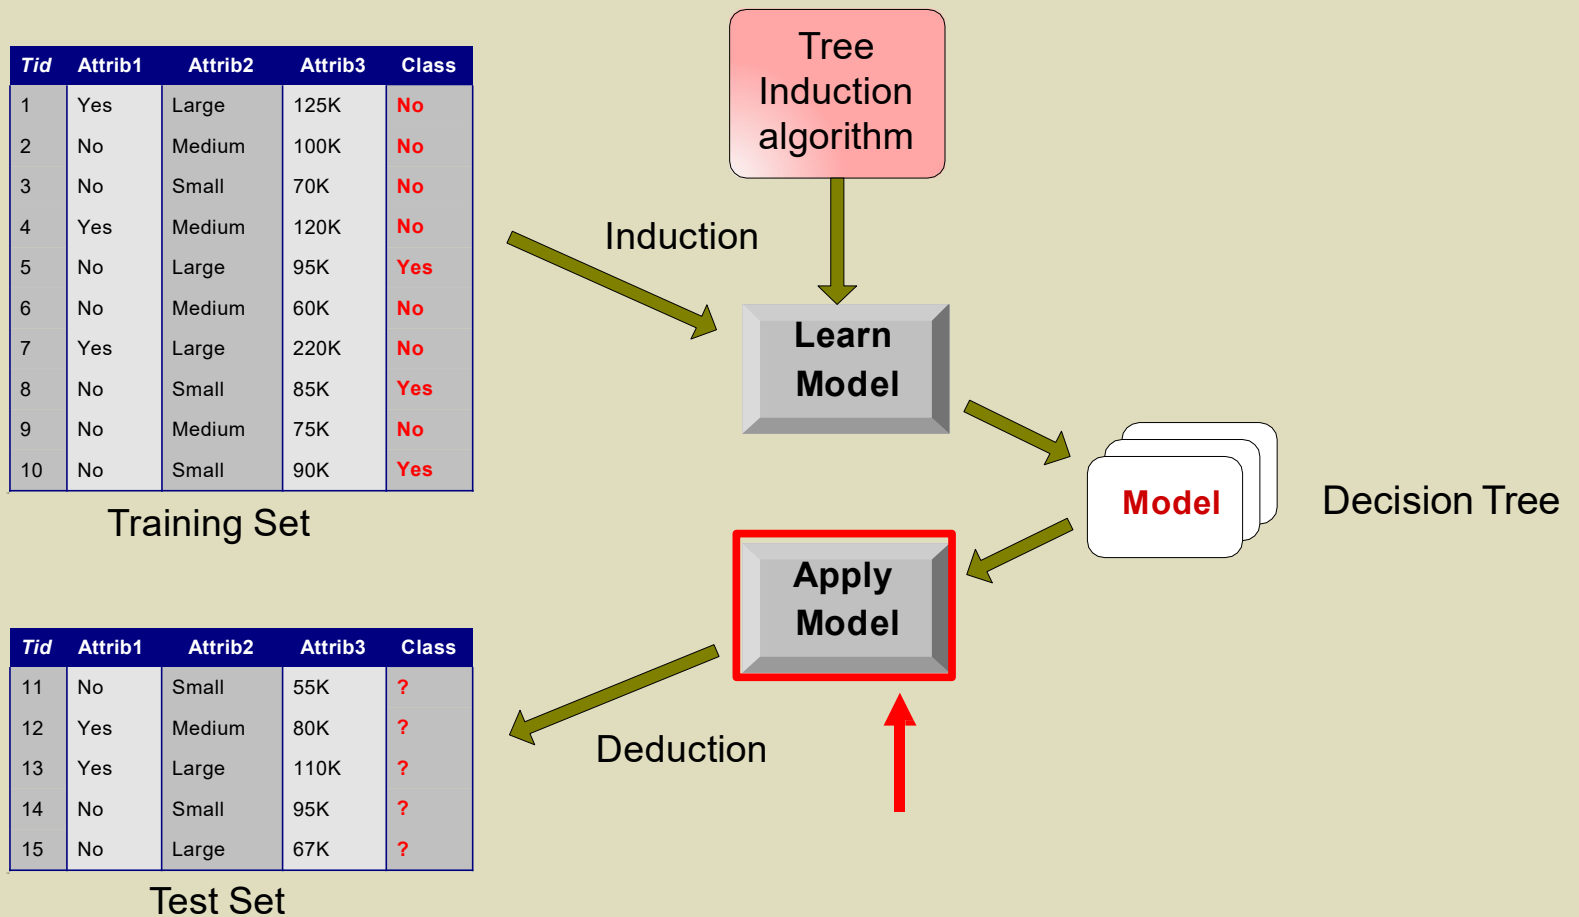 Tree
Induction
algorithm
Tid Attrib1 Attrib2 Attrib3 Class
1 Yes Large 125K No
2 No Medium 100K No
3 No Small 70K No
4 Yes Medium 120K No
5 No Large 95K Yes
6 No Medium 60K No
7 Yes Large 220K No
8 No Small 85K Yes
9 No Medium 75K No
10 No Small 90K Yes
Training Set
Induction
Learn
Model
Model
Decision Tree
Apply
Model
Deduction
Tid Attrib1 Attrib2 Attrib3 Class
11 No Small 55K ?
12 Yes Medium 80K ?
13 Yes Large 110K ?
14 No Small 95K ?
15 No Large 67K ?
Test Set